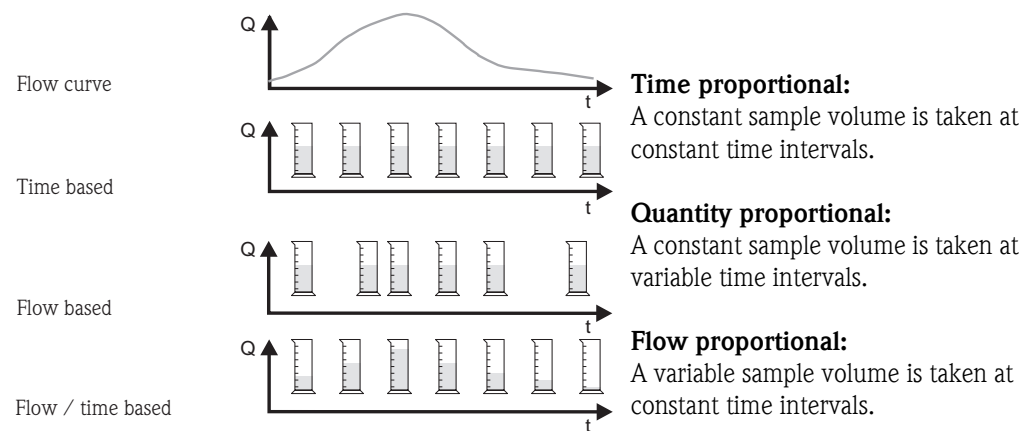 Flow curve
Q
t
Time based
Q
t
Flow based
Q
t
Flow / time based
Q
t
Time proportional:
A constant sample volume is taken at
constant time intervals.
Quantity proportional:
A constant sample volume is taken at
variable time intervals.
Flow proportional:
A variable sample volume is taken at
constant time intervals.